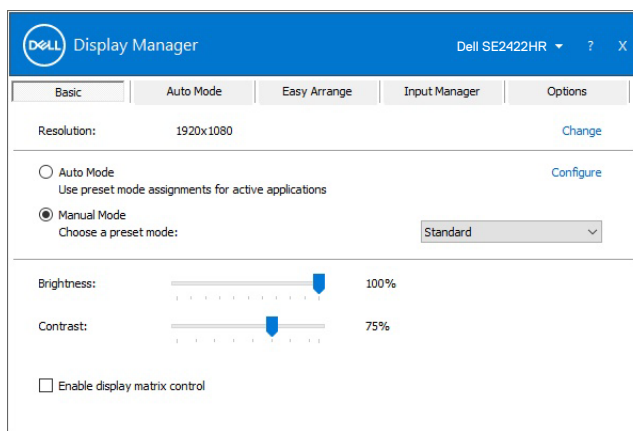 DELL Display Manager Dell SE2422HR ? X
Basic Auto Mode Easy Arrange Input Manager Options
Resolution: 1920x1080 Change
Auto Mode Configure
Use preset mode assignments for active applications
Manual Mode
Choose a preset mode: Standard
Brightness: 100%
Contrast: 75%
Enable display matrix control